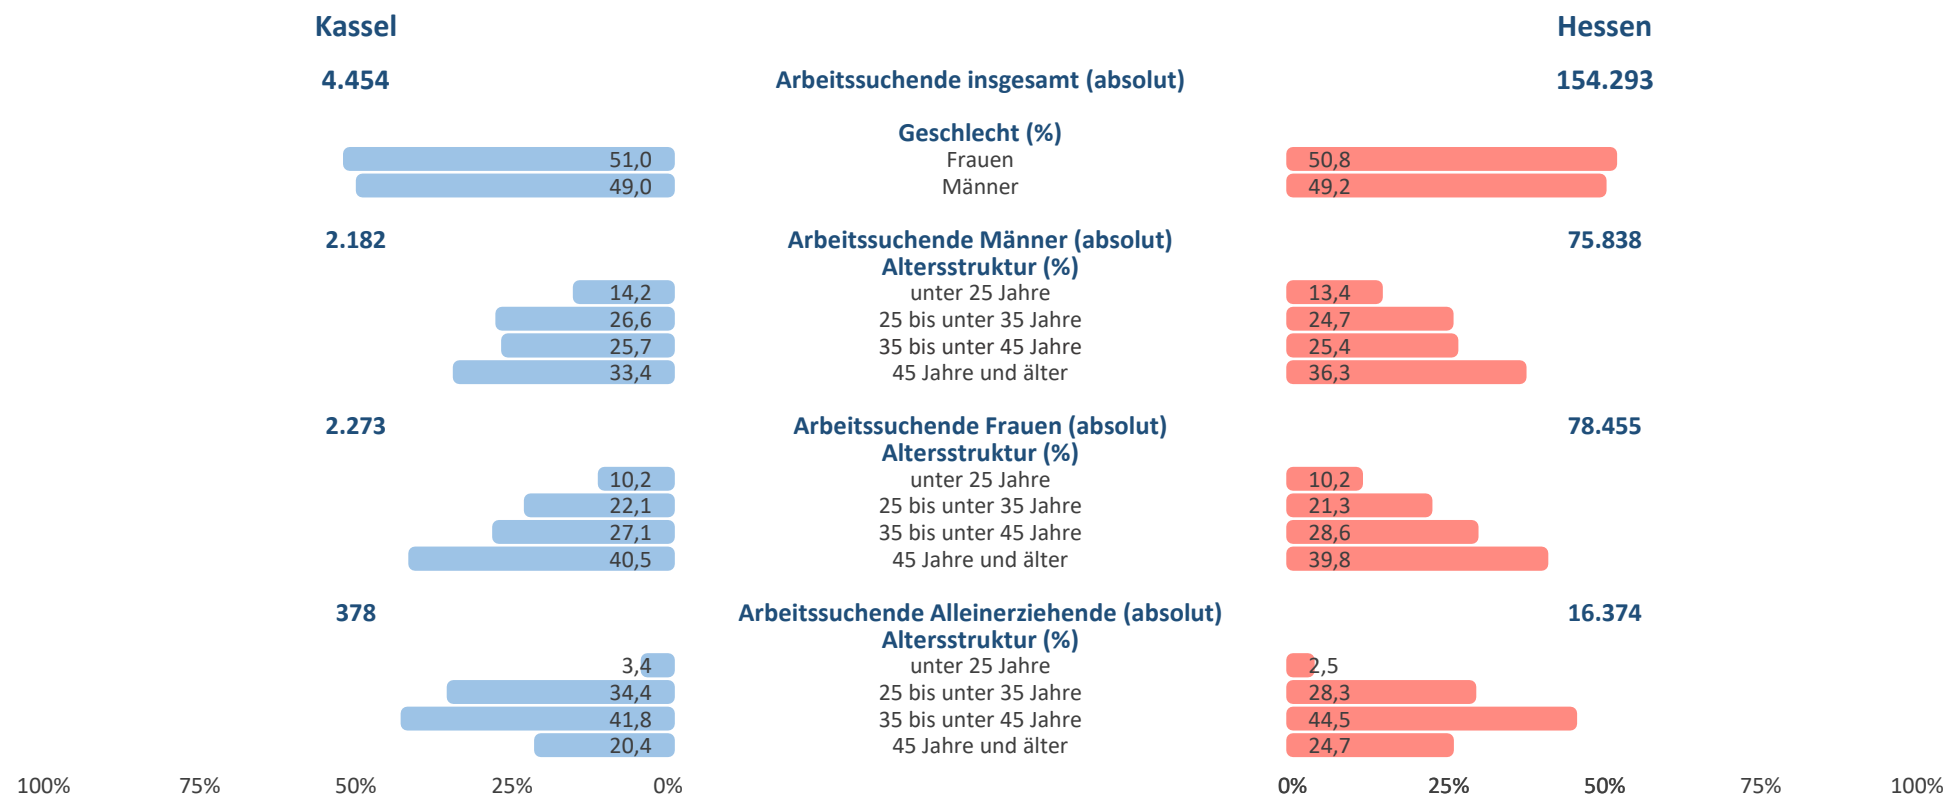 Kassel Hessen
4.454 Arbeitssuchende insgesamt (absolut) 154.293
Geschlecht (%)
51,0 Frauen 50,8
49,0 Männer 49,2
2.182 Arbeitssuchende Männer (absolut) 75.838
Altersstruktur (%)
14,2 unter 25 Jahre 13,4
26,6 25 bis unter 35 Jahre 24,7
25,7 35 bis unter 45 Jahre 25,4
33,4 45 Jahre und älter 36,3
2.273 Arbeitssuchende Frauen (absolut) 78.455
Altersstruktur (%)
10,2 unter 25 Jahre 10,2
22,1 25 bis unter 35 Jahre 21,3
27,1 35 bis unter 45 Jahre 28,6
40,5 45 Jahre und älter 39,8
378 Arbeitssuchende Alleinerziehende (absolut) 16.374
Altersstruktur (%)
3,4 unter 25 Jahre 2,5
34,4 25 bis unter 35 Jahre 28,3
41,8 35 bis unter 45 Jahre 44,5
20,4 45 Jahre und älter 24,7
100% 75% 50% 25% 0% 0% 25% 50% 75% 100%